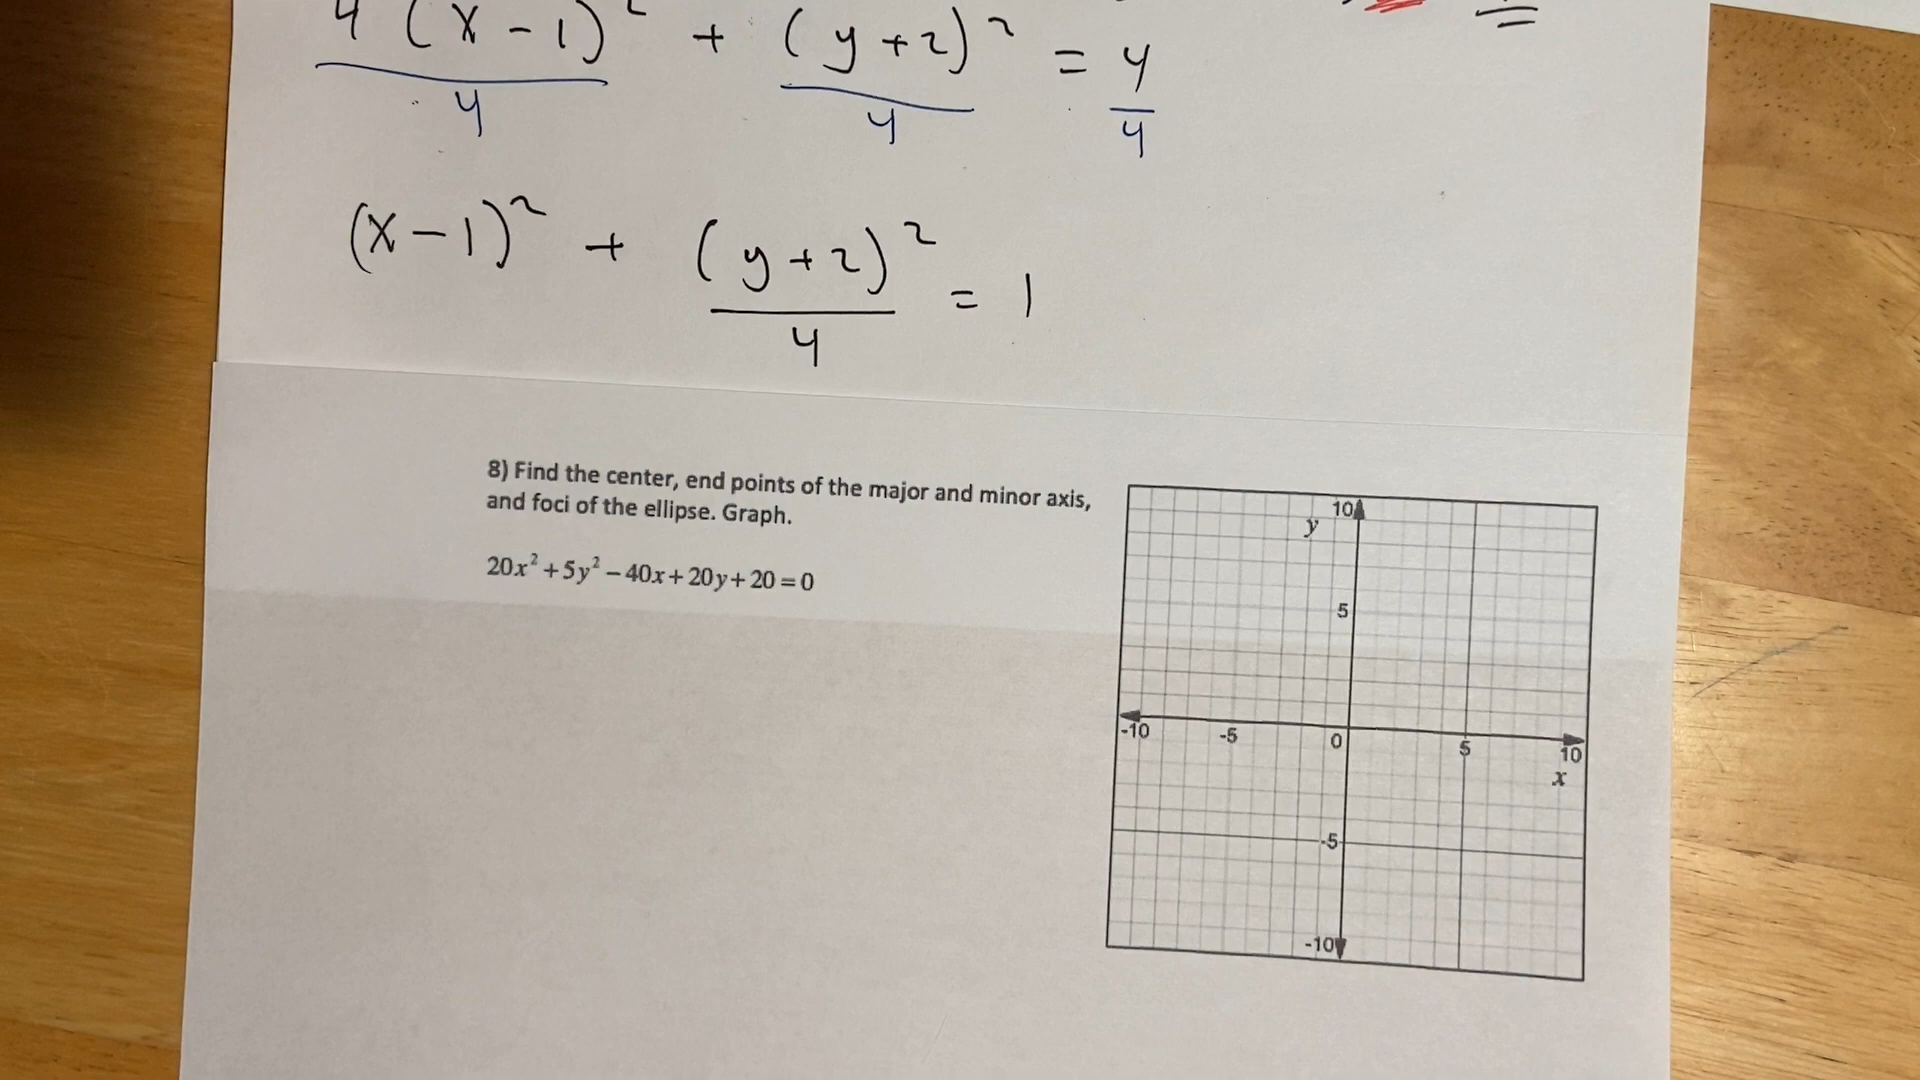 4 (x - 1)² + (y + 2)² = 4
4 4 4
(x - 1)² + (y + 2)² = 1
4
8) Find the center, end points of the major and minor axis,
and foci of the ellipse. Graph.
20x² + 5y² – 40x + 20y + 20 = 0
10
y
5
-10 -5 0 5 10
x
-5
-10